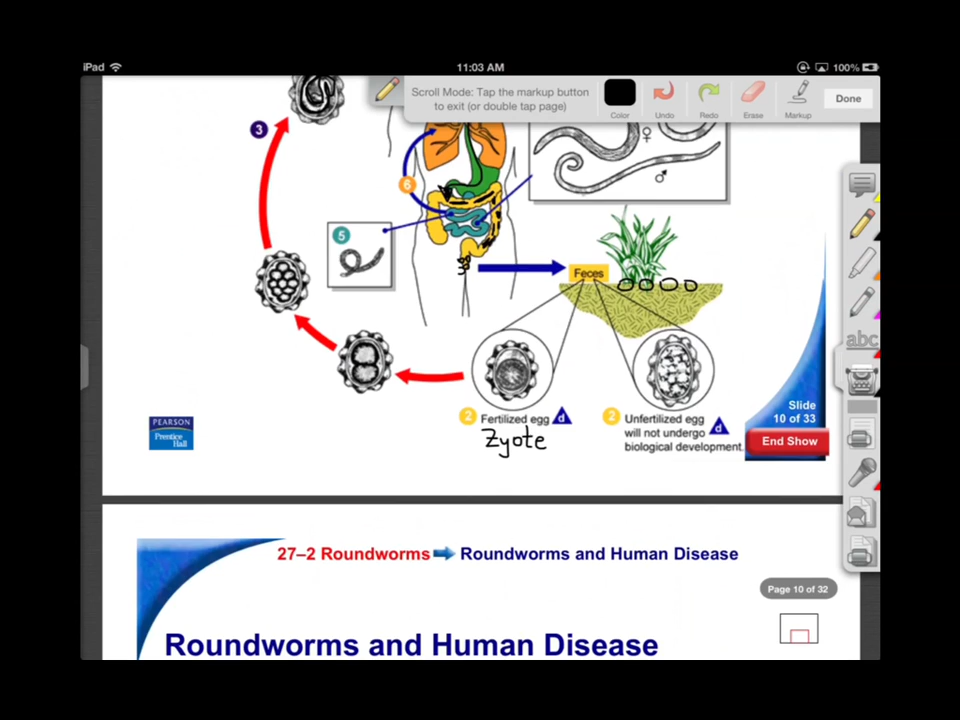 iPad
11:03 AM
100%
Scroll Mode: Tap the markup button
to exit (or double tap page)
Color
Undo
Redo
Erase
Markup
Done
3
6
♀
♂
5
Feces
abc
2 Fertilized egg d
Zyote
2 Unfertilized egg
will not undergo
biological development.
d
PEARSON
Prentice
Hall
Slide
10 of 33
End Show
27–2 Roundworms
Roundworms and Human Disease
Page 10 of 32
Roundworms and Human Disease